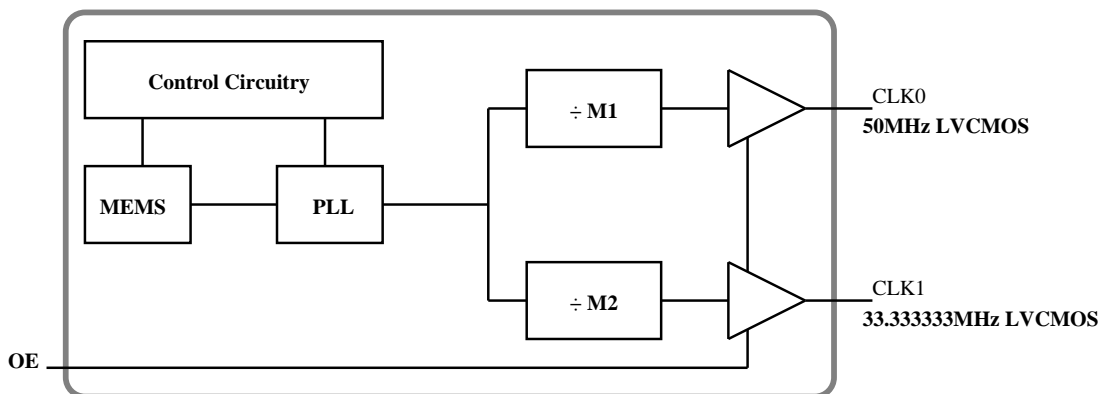 Control Circuitry
÷ M1
CLK0
50MHz LVCMOS
MEMS
PLL
÷ M2
CLK1
33.333333MHz LVCMOS
OE